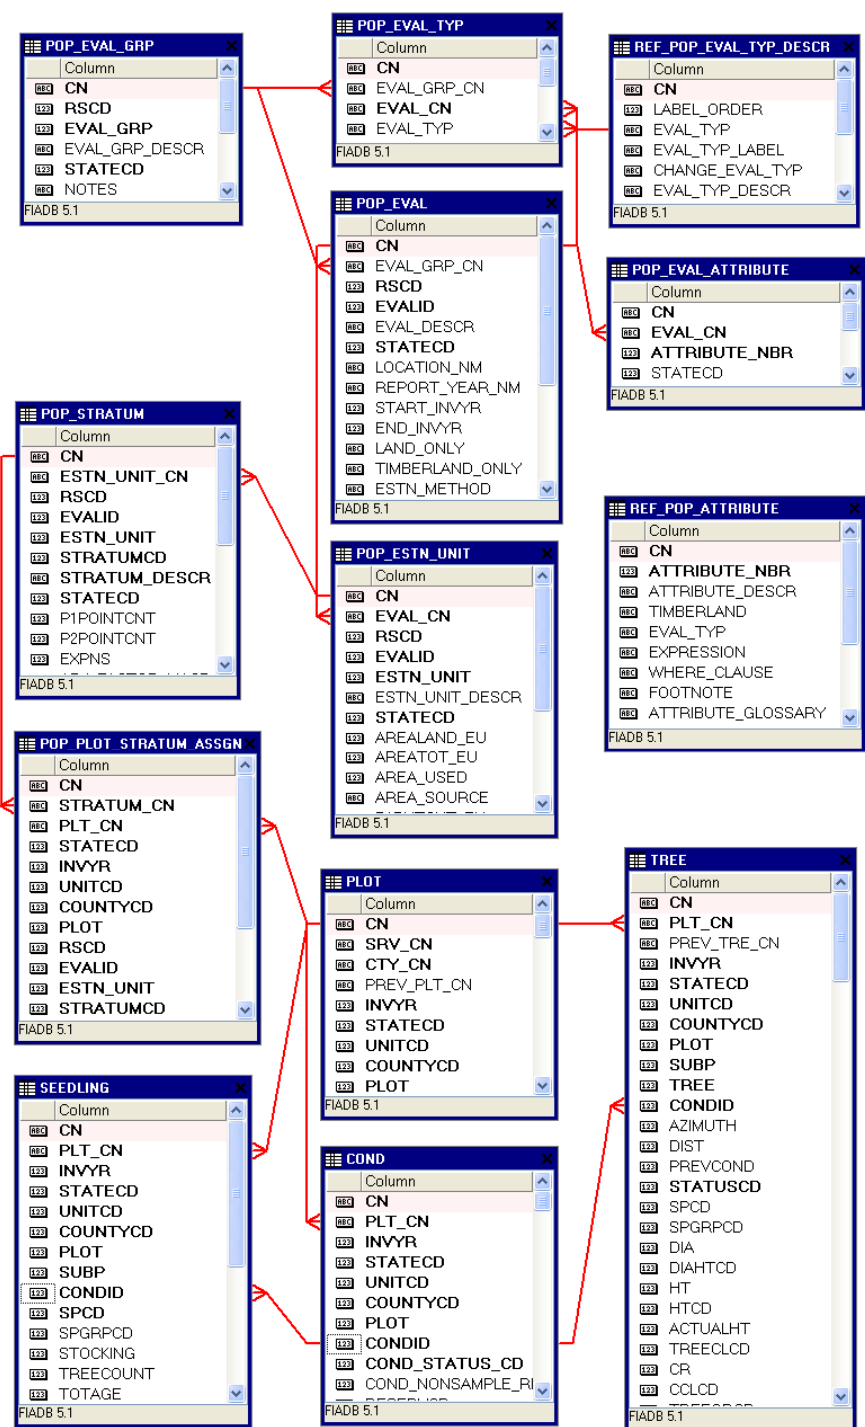 POP_EVAL_GRP
Column
CN
RSCD
EVAL_GRP
EVAL_GRP_DESCR
STATECD
NOTES
FIADB 5.1
POP_EVAL_TYP
Column
CN
EVAL_GRP_CN
EVAL_CN
EVAL_TYP
FIADB 5.1
REF_POP_EVAL_TYP_DESCR
Column
CN
LABEL_ORDER
EVAL_TYP
EVAL_TYP_LABEL
CHANGE_EVAL_TYP
EVAL_TYP_DESCR
FIADB 5.1
POP_EVAL
Column
CN
EVAL_GRP_CN
RSCD
EVALID
EVAL_DESCR
STATECD
LOCATION_NM
REPORT_YEAR_NM
START_INVYR
END_INVYR
LAND_ONLY
TIMBERLAND_ONLY
ESTN_METHOD
FIADB 5.1
POP_EVAL_ATTRIBUTE
Column
CN
EVAL_CN
ATTRIBUTE_NBR
STATECD
FIADB 5.1
POP_STRATUM
Column
CN
ESTN_UNIT_CN
RSCD
EVALID
ESTN_UNIT
STRATUMCD
STRATUM_DESCR
STATECD
P1POINTCNT
P2POINTCNT
EXPNS
FIADB 5.1
REF_POP_ATTRIBUTE
Column
CN
ATTRIBUTE_NBR
ATTRIBUTE_DESCR
TIMBERLAND
EVAL_TYP
EXPRESSION
WHERE_CLAUSE
FOOTNOTE
ATTRIBUTE_GLOSSARY
FIADB 5.1
POP_ESTN_UNIT
Column
CN
EVAL_CN
RSCD
EVALID
ESTN_UNIT
ESTN_UNIT_DESCR
STATECD
AREALAND_EU
AREATOT_EU
AREA_USED
AREA_SOURCE
FIADB 5.1
POP_PLOT_STRATUM_ASSGN
Column
CN
STRATUM_CN
PLT_CN
STATECD
INVYR
UNITCD
COUNTYCD
PLOT
RSCD
EVALID
ESTN_UNIT
STRATUMCD
FIADB 5.1
PLOT
Column
CN
SRV_CN
CTY_CN
PREV_PLT_CN
INVYR
STATECD
UNITCD
COUNTYCD
PLOT
FIADB 5.1
TREE
Column
CN
PLT_CN
PREV_TRE_CN
INVYR
STATECD
UNITCD
COUNTYCD
PLOT
SUBP
TREE
CONDID
AZIMUTH
DIST
PREVCOND
STATUSCD
SPCD
SPGRPCD
DIA
DIAHTCD
HT
HTCD
ACTUALHT
TREECLCD
CR
CCLCD
FIADB 5.1
SEEDLING
Column
CN
PLT_CN
INVYR
STATECD
UNITCD
COUNTYCD
PLOT
SUBP
CONDID
SPCD
SPGRPCD
STOCKING
TREECOUNT
TOTAGE
FIADB 5.1
COND
Column
CN
PLT_CN
INVYR
STATECD
UNITCD
COUNTYCD
PLOT
CONDID
COND_STATUS_CD
COND_NONSAMPLE_RE
FIADB 5.1